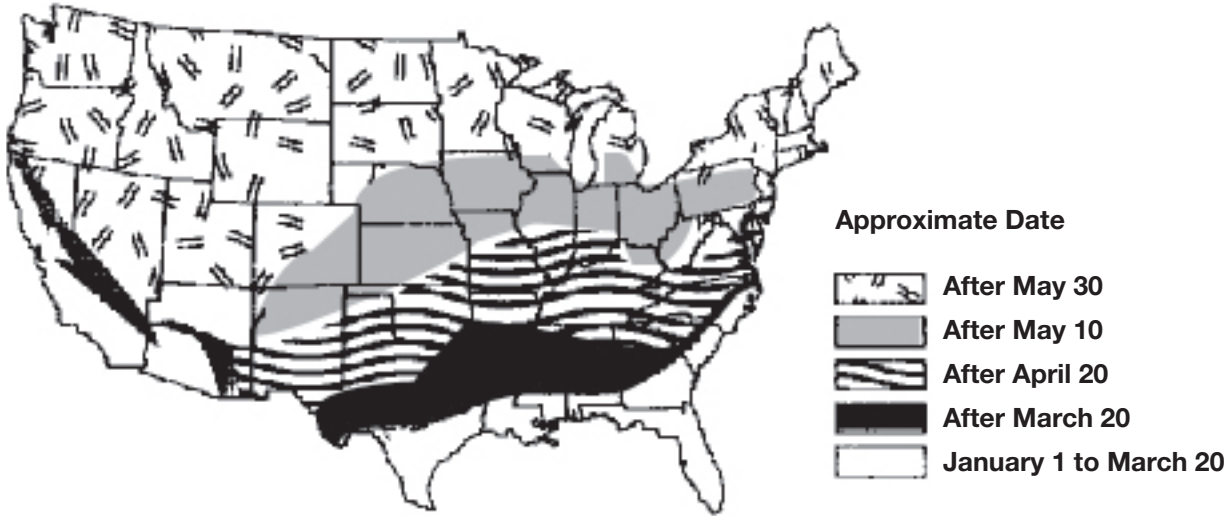 Approximate Date
After May 30
After May 10
After April 20
After March 20
January 1 to March 20